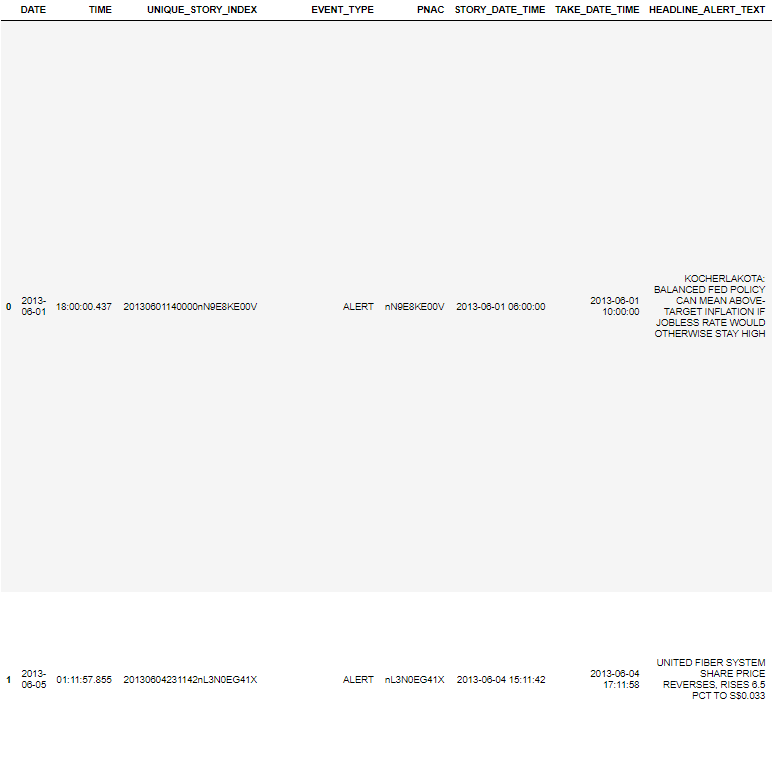 DATE TIME UNIQUE_STORY_INDEX EVENT_TYPE PNAC STORY_DATE_TIME TAKE_DATE_TIME HEADLINE_ALERT_TEXT
0 2013-06-01 18:00:00.437 20130601140000nN9E8KE00V ALERT nN9E8KE00V 2013-06-01 06:00:00 2013-06-01 10:00:00
KOCHERLAKOTA:
BALANCED FED POLICY
CAN MEAN ABOVE-
TARGET INFLATION IF
JOBLESS RATE WOULD
OTHERWISE STAY HIGH
1 2013-06-05 01:11:57.855 20130604231142nL3N0EG41X ALERT nL3N0EG41X 2013-06-04 15:11:42 2013-06-04 17:11:58
UNITED FIBER SYSTEM
SHARE PRICE
REVERSES, RISES 6.5
PCT TO S$0.033